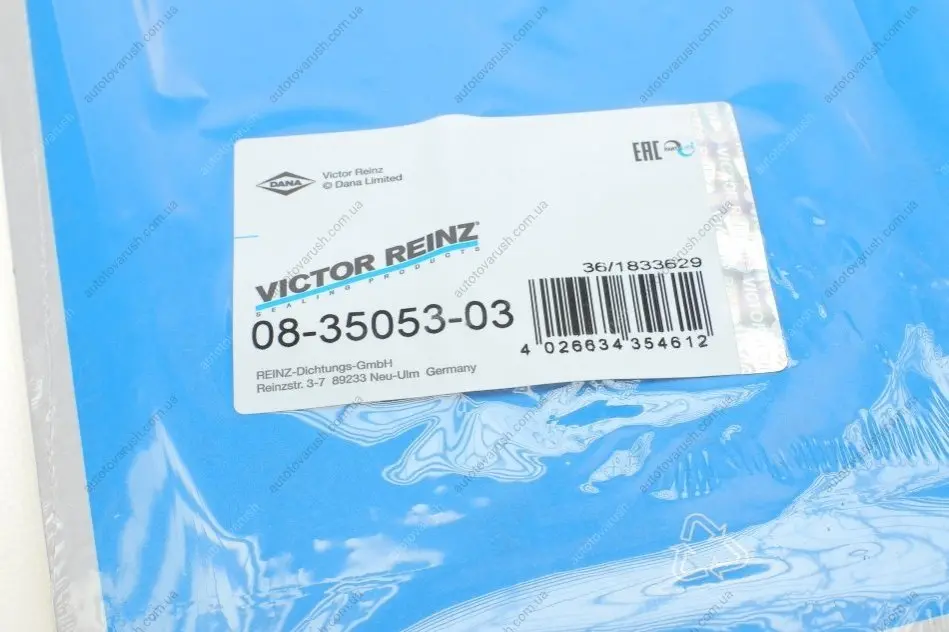 DANA
Victor Reinz
© Dana Limited
EAC
VICTOR REINZ®
SEALING PRODUCTS
08-35053-03
36/1833629
4 026634 354612
REINZ-Dichtungs-GmbH
Reinzstr. 3-7 89233 Neu-Ulm Germany
autotovarush.com.ua